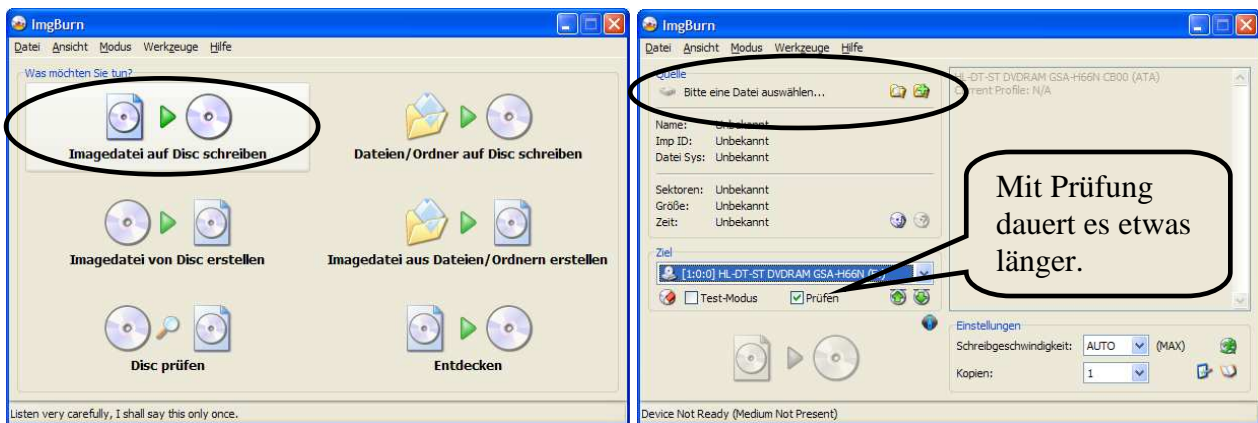 ImgBurn
Datei Ansicht Modus Werkzeuge Hilfe
Was möchten Sie tun?
Imagedatei auf Disc schreiben
Dateien/Ordner auf Disc schreiben
Imagedatei von Disc erstellen
Imagedatei aus Dateien/Ordnern erstellen
Disc prüfen
Entdecken
Listen very carefully, I shall say this only once.
ImgBurn
Datei Ansicht Modus Werkzeuge Hilfe
Quelle
Bitte eine Datei auswählen...
Name: Unbekannt
Imp ID: Unbekannt
Datei Sys: Unbekannt
Sektoren: Unbekannt
Größe: Unbekannt
Zeit: Unbekannt
Ziel
[1:0:0] HL-DT-ST DVDRAM GSA-H66N
Test-Modus Prüfen
HL-DT-ST DVDRAM GSA-H66N CB00 (ATA)
Current Profile: N/A
Mit Prüfung
dauert es etwas
länger.
Einstellungen
Schreibgeschwindigkeit: AUTO (MAX)
Kopien: 1
Device Not Ready (Medium Not Present)